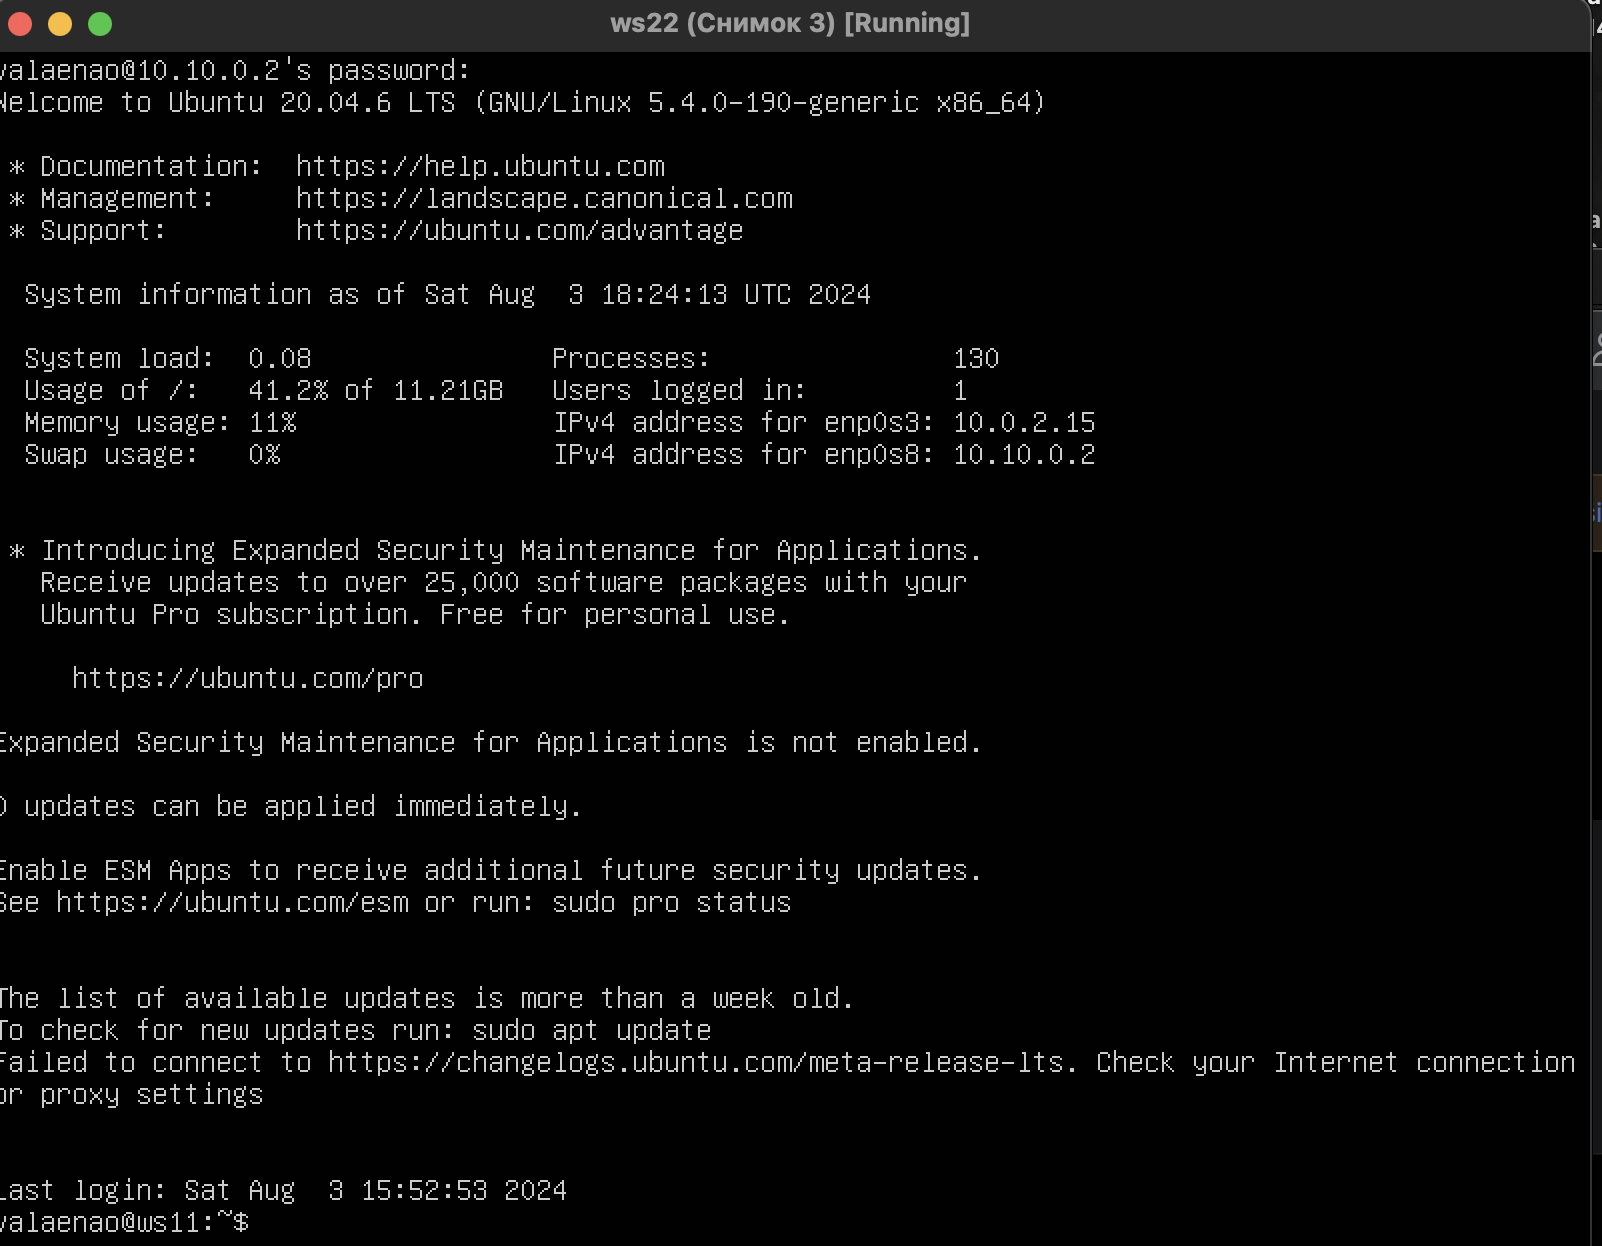 ws22 (Снимок 3) [Running]
valaenao@10.10.0.2's password:
Welcome to Ubuntu 20.04.6 LTS (GNU/Linux 5.4.0-190-generic x86_64)
* Documentation: https://help.ubuntu.com
* Management: https://landscape.canonical.com
* Support: https://ubuntu.com/advantage
System information as of Sat Aug 3 18:24:13 UTC 2024
System load: 0.08 Processes: 130
Usage of /: 41.2% of 11.21GB Users logged in: 1
Memory usage: 11% IPv4 address for enp0s3: 10.0.2.15
Swap usage: 0% IPv4 address for enp0s8: 10.10.0.2
* Introducing Expanded Security Maintenance for Applications.
Receive updates to over 25,000 software packages with your
Ubuntu Pro subscription. Free for personal use.
https://ubuntu.com/pro
Expanded Security Maintenance for Applications is not enabled.
0 updates can be applied immediately.
Enable ESM Apps to receive additional future security updates.
See https://ubuntu.com/esm or run: sudo pro status
The list of available updates is more than a week old.
To check for new updates run: sudo apt update
Failed to connect to https://changelogs.ubuntu.com/meta-release-lts. Check your Internet connection
or proxy settings
Last login: Sat Aug 3 15:52:53 2024
valaenao@ws11:~$